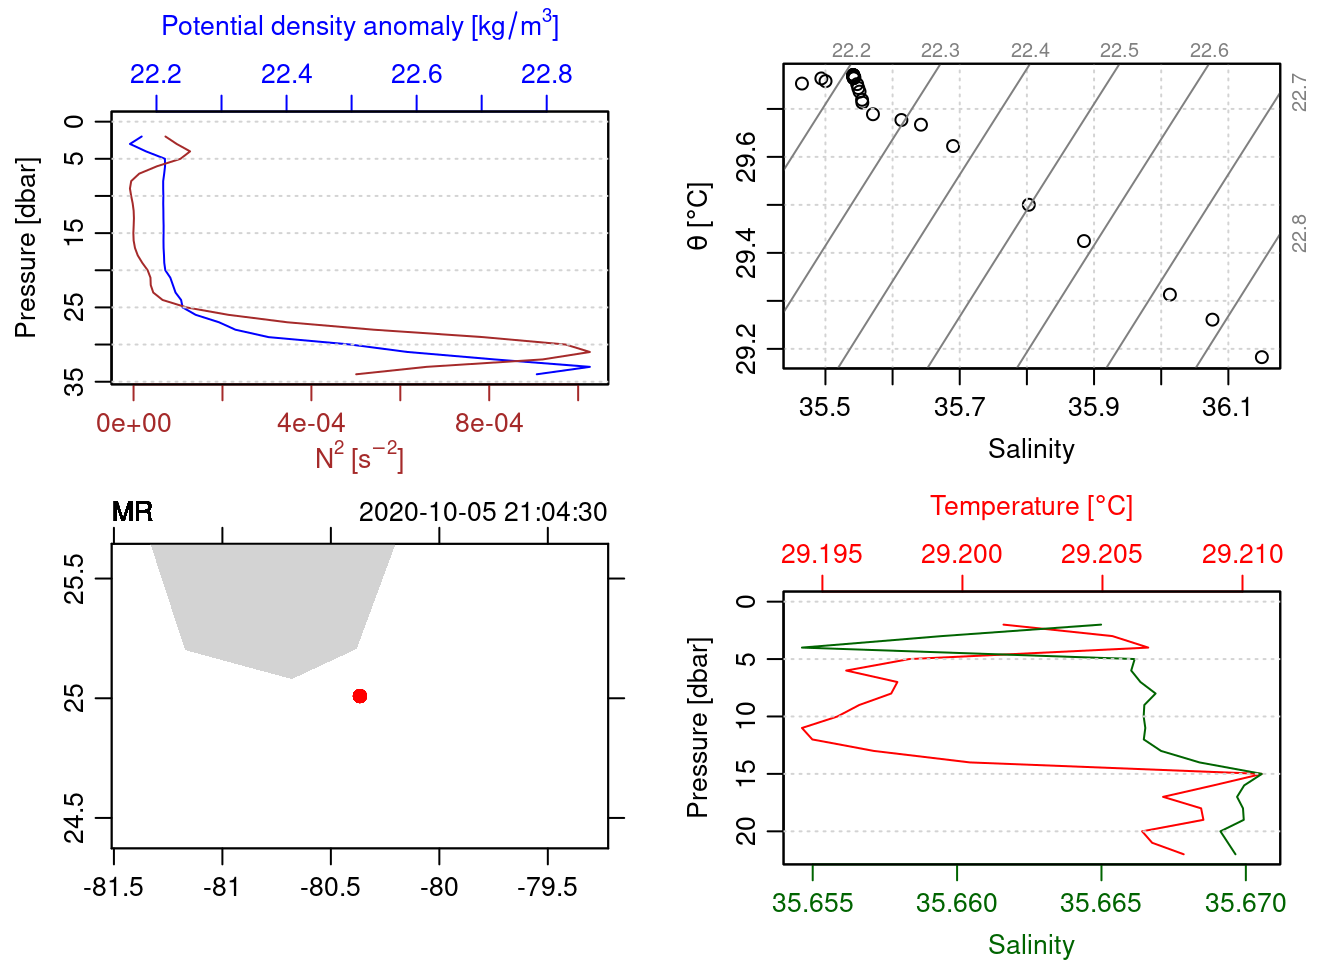 Potential density anomaly [kg/m³]
22.2 22.4 22.6 22.8
Pressure [dbar]
0
5
15
25
35
0e+00 4e-04 8e-04
N² [s⁻²]
22.2 22.3 22.4 22.5 22.6
22.7
22.8
θ [°C]
29.6
29.4
29.2
35.5 35.7 35.9 36.1
Salinity
MR 2020-10-05 21:04:30
25.5
25
24.5
-81.5 -81 -80.5 -80 -79.5
Temperature [°C]
29.195 29.200 29.205 29.210
Pressure [dbar]
0
5
10
15
20
35.655 35.660 35.665 35.670
Salinity